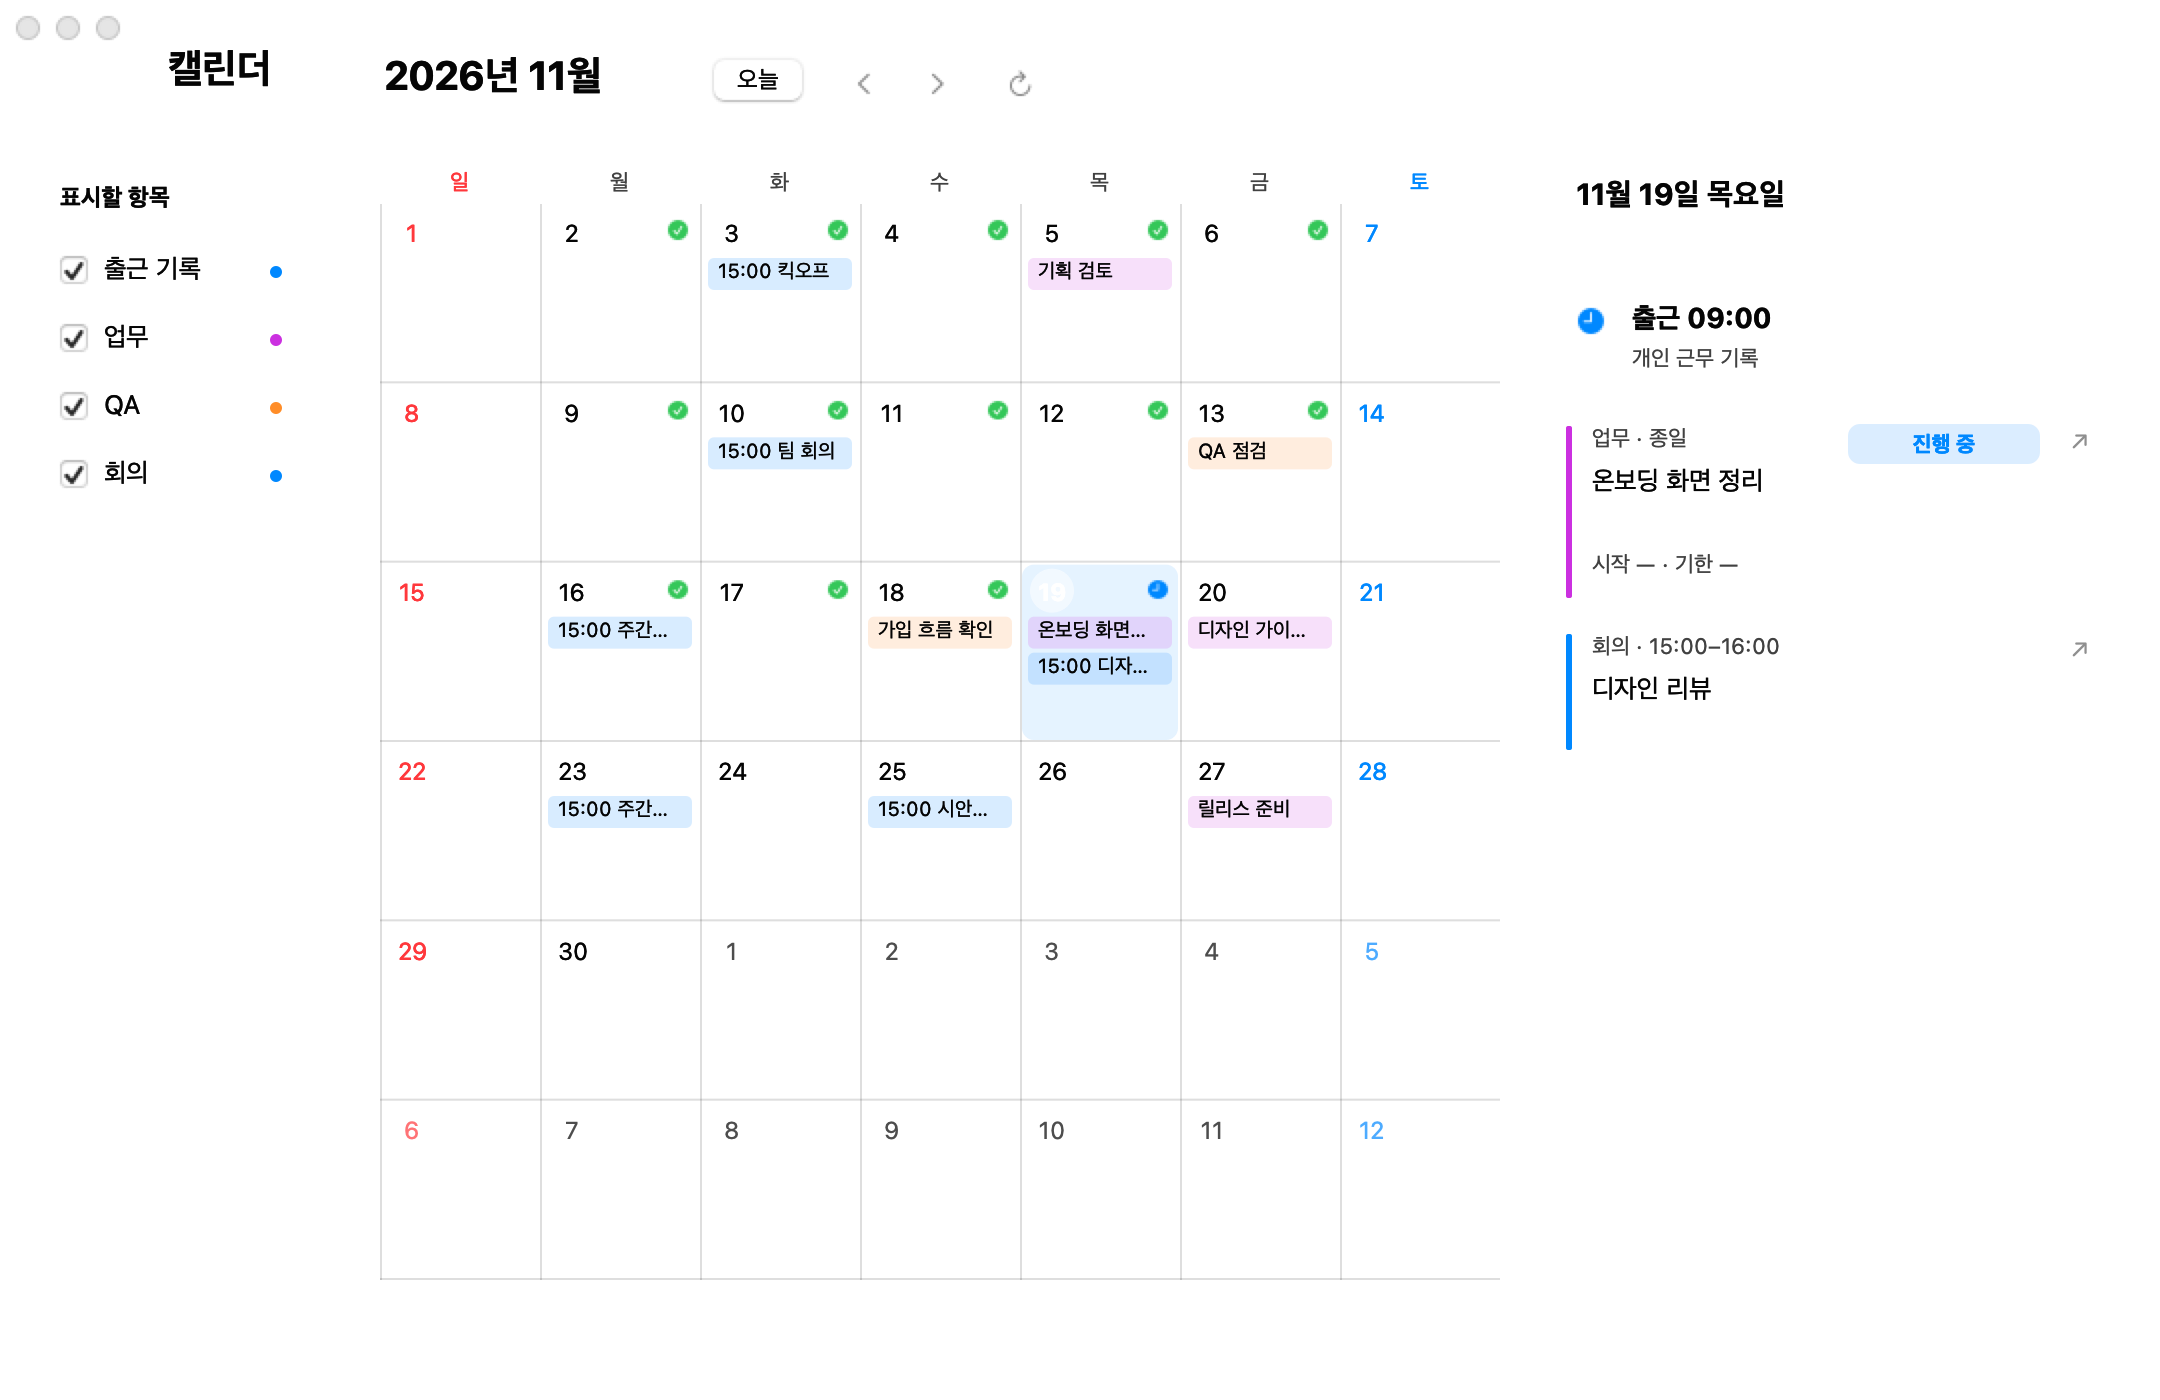 캘린더
2026년 11월
오늘
표시할 항목
출근 기록
업무
QA
회의
일 월 화 수 목 금 토
1 2 3 4 5 6 7
15:00 킥오프
기획 검토
8 9 10 11 12 13 14
15:00 팀 회의
QA 점검
15 16 17 18 19 20 21
15:00 주간...
가입 흐름 확인
온보딩 화면...
디자인 가이...
15:00 디자...
22 23 24 25 26 27 28
15:00 주간...
15:00 시안...
릴리스 준비
29 30 1 2 3 4 5
6 7 8 9 10 11 12
11월 19일 목요일
출근 09:00
개인 근무 기록
업무 · 종일
진행 중
온보딩 화면 정리
시작 — · 기한 —
회의 · 15:00–16:00
디자인 리뷰